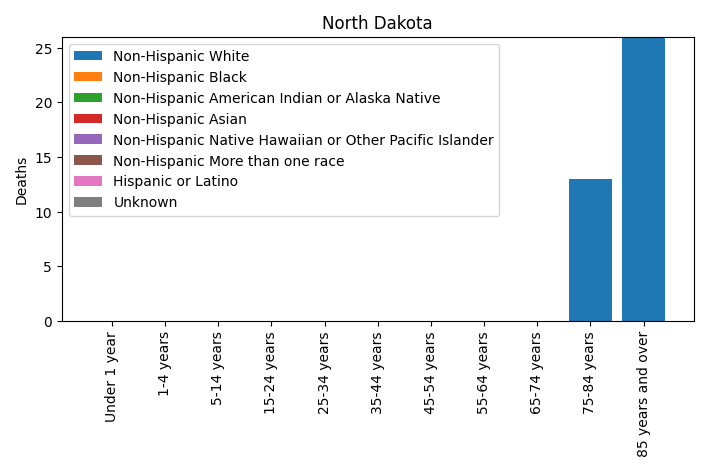 North Dakota
Non-Hispanic White
Non-Hispanic Black
Non-Hispanic American Indian or Alaska Native
Non-Hispanic Asian
Non-Hispanic Native Hawaiian or Other Pacific Islander
Non-Hispanic More than one race
Hispanic or Latino
Unknown
Deaths
25
20
15
10
5
0
Under 1 year
1-4 years
5-14 years
15-24 years
25-34 years
35-44 years
45-54 years
55-64 years
65-74 years
75-84 years
85 years and over